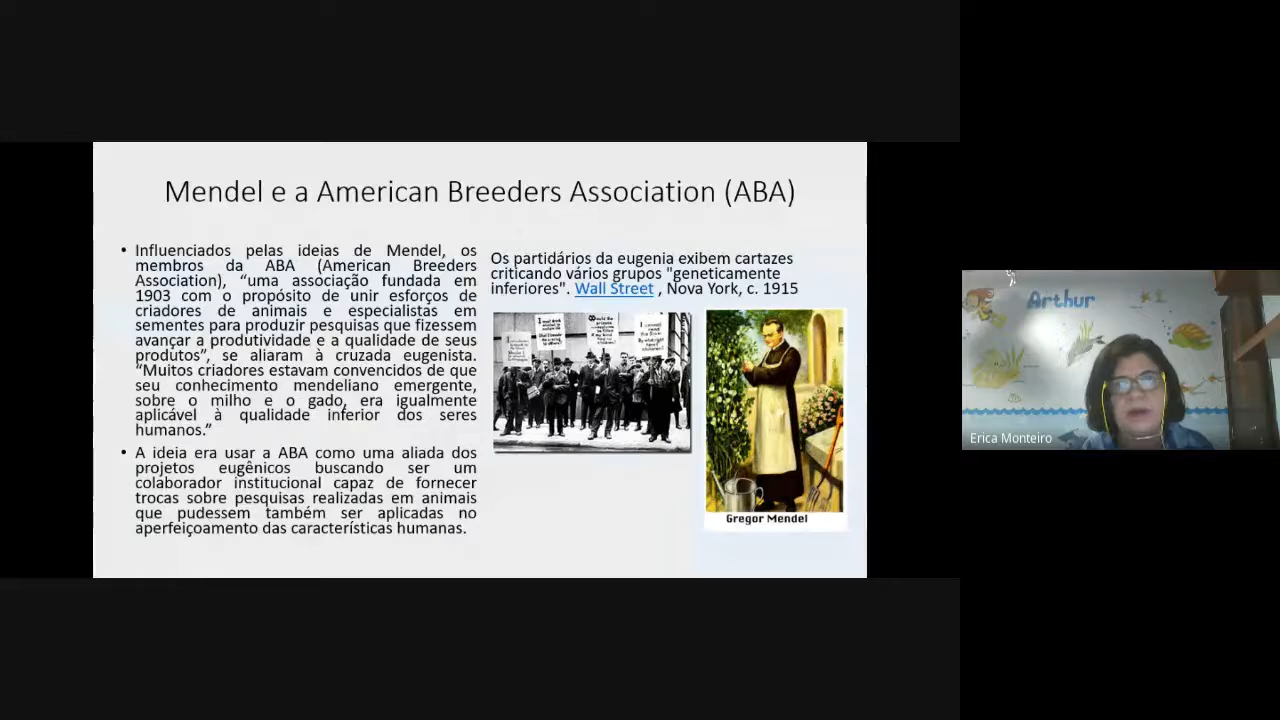 Mendel e a American Breeders Association (ABA)
• Influenciados pelas ideias de Mendel, os
membros da ABA (American Breeders
Association), “uma associação fundada em
1903 com o propósito de unir esforços de
criadores de animais e especialistas em
sementes para produzir pesquisas que fizessem
avançar a produtividade e a qualidade de seus
produtos”, se aliaram à cruzada eugenista.
“Muitos criadores estavam convencidos de que
seu conhecimento mendeliano emergente,
sobre o milho e o gado, era igualmente
aplicável à qualidade inferior dos seres
humanos.”
• A ideia era usar a ABA como uma aliada dos
projetos eugênicos buscando ser um
colaborador institucional capaz de fornecer
trocas sobre pesquisas realizadas em animais
que pudessem também ser aplicadas no
aperfeiçoamento das características humanas.
Os partidários da eugenia exibem cartazes
criticando vários grupos "geneticamente
inferiores". Wall Street , Nova York, c. 1915
Gregor Mendel
Arthur
Erica Monteiro